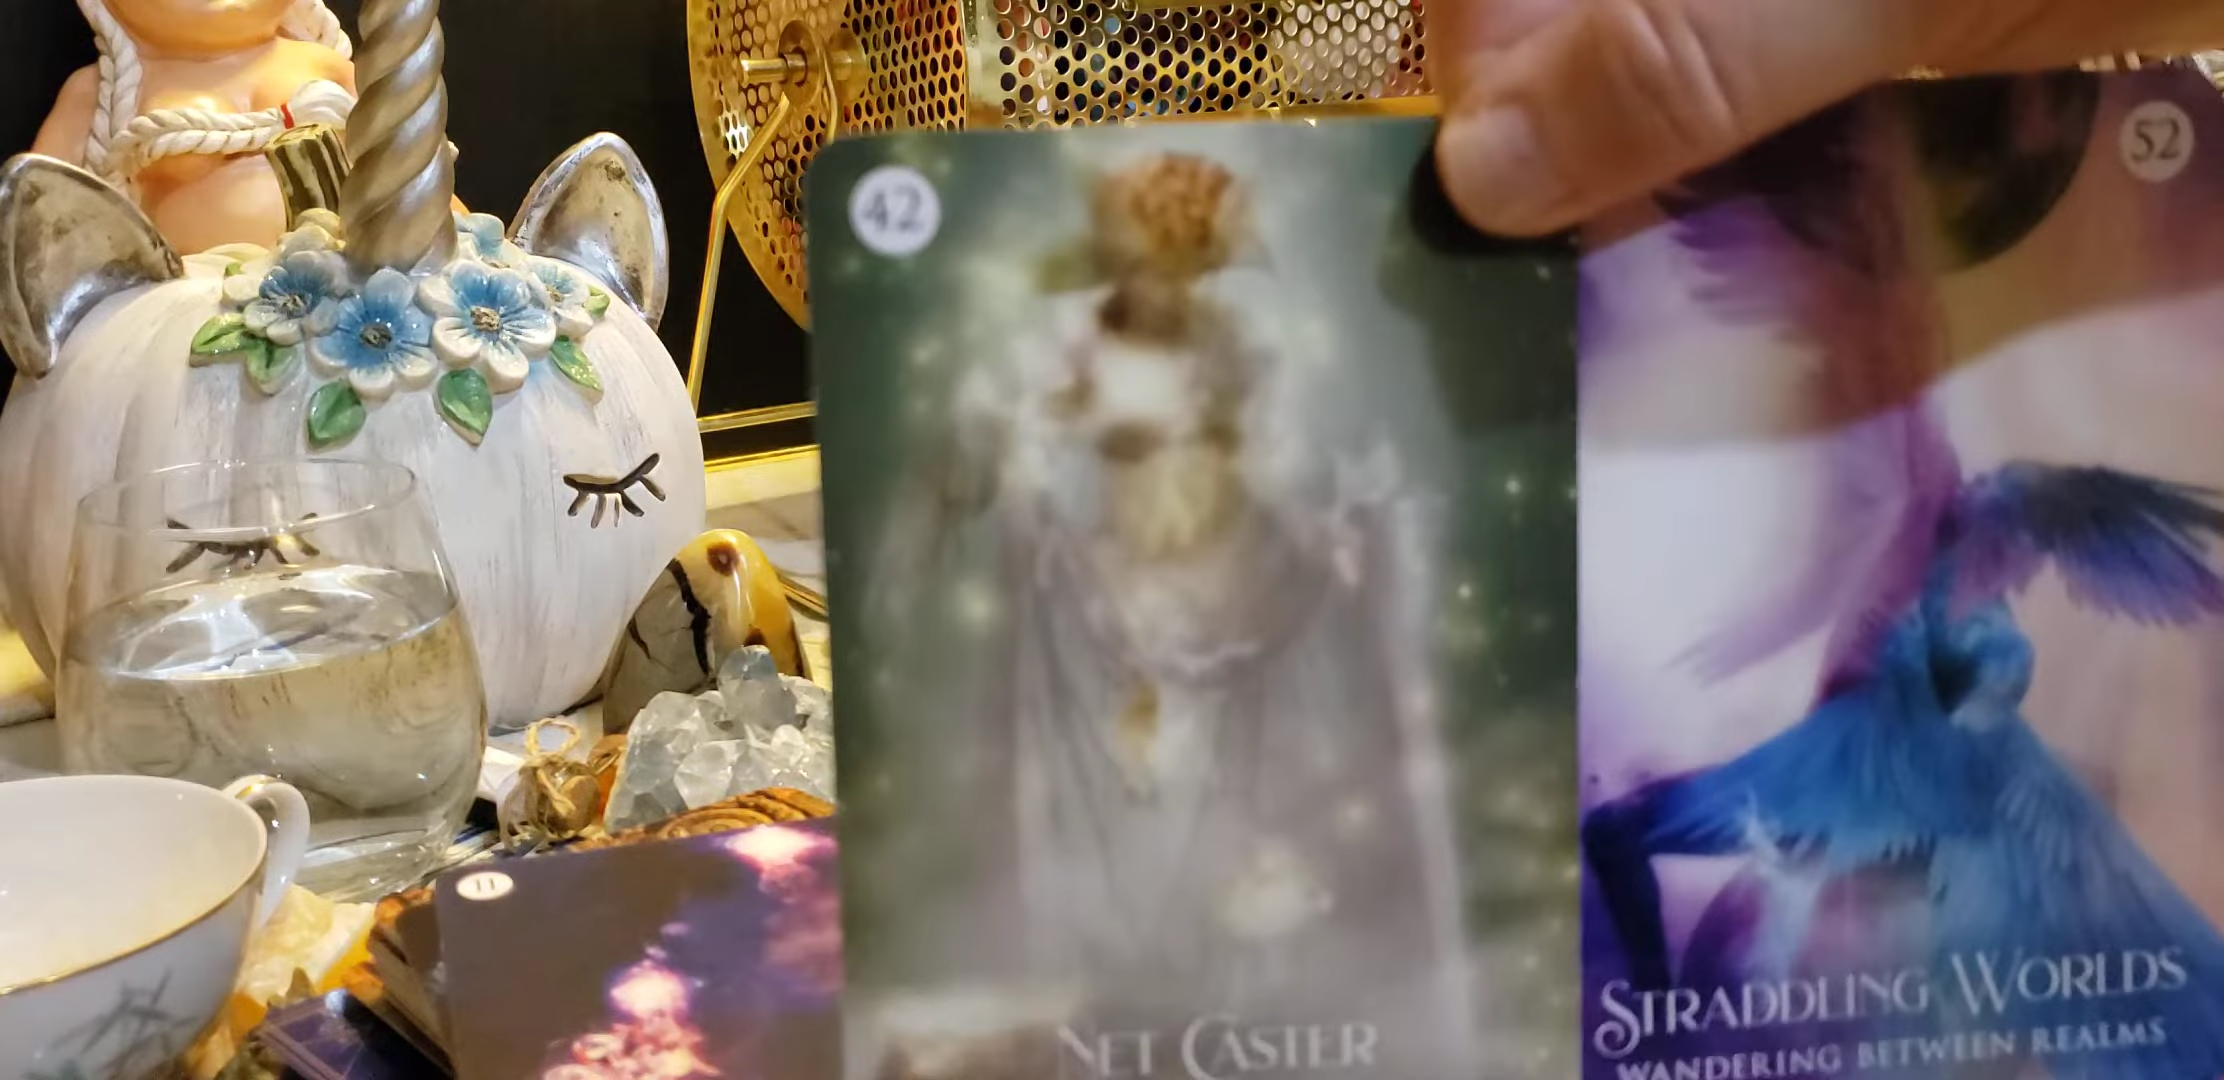 42
NET CASTER
52
STRADDLING WORLDS
WANDERING BETWEEN REALMS
11